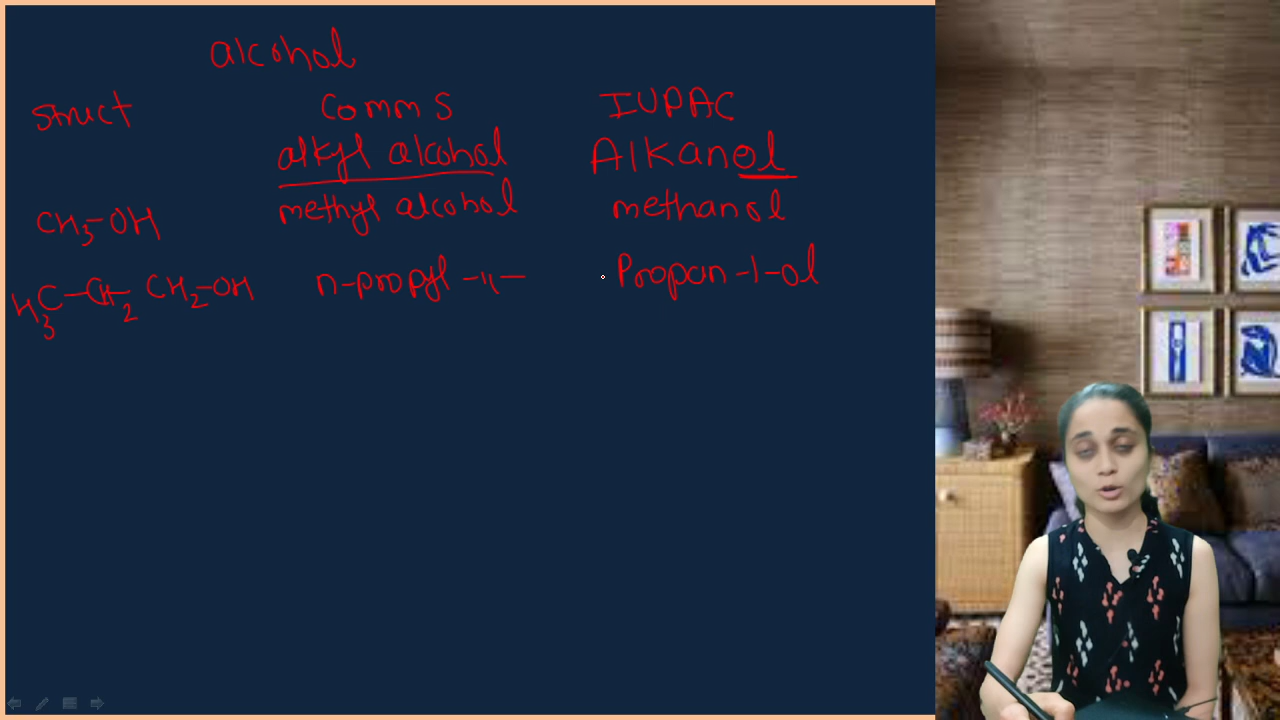 alcohol
struct Comm s IUPAC
alkyl alcohol Alkanol
CH3-OH methyl alcohol methanol
H3C-CH2 CH2-OH n-propyl -"- Propan-1-ol